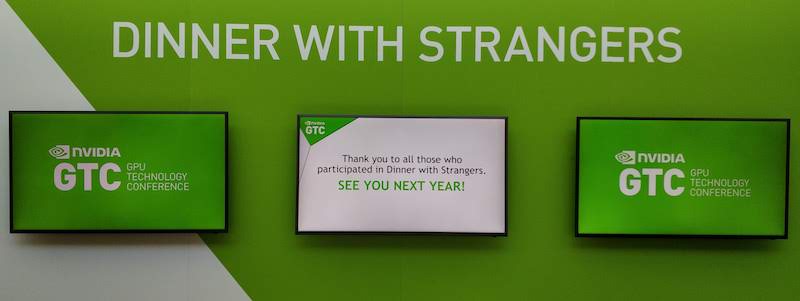 DINNER WITH STRANGERS
NVIDIA
GTC
GPU
TECHNOLOGY
CONFERENCE
NVIDIA
GTC
Thank you to all those who
participated in Dinner with Strangers.
SEE YOU NEXT YEAR!
NVIDIA
GTC
GPU
TECHNOLOGY
CONFERENCE